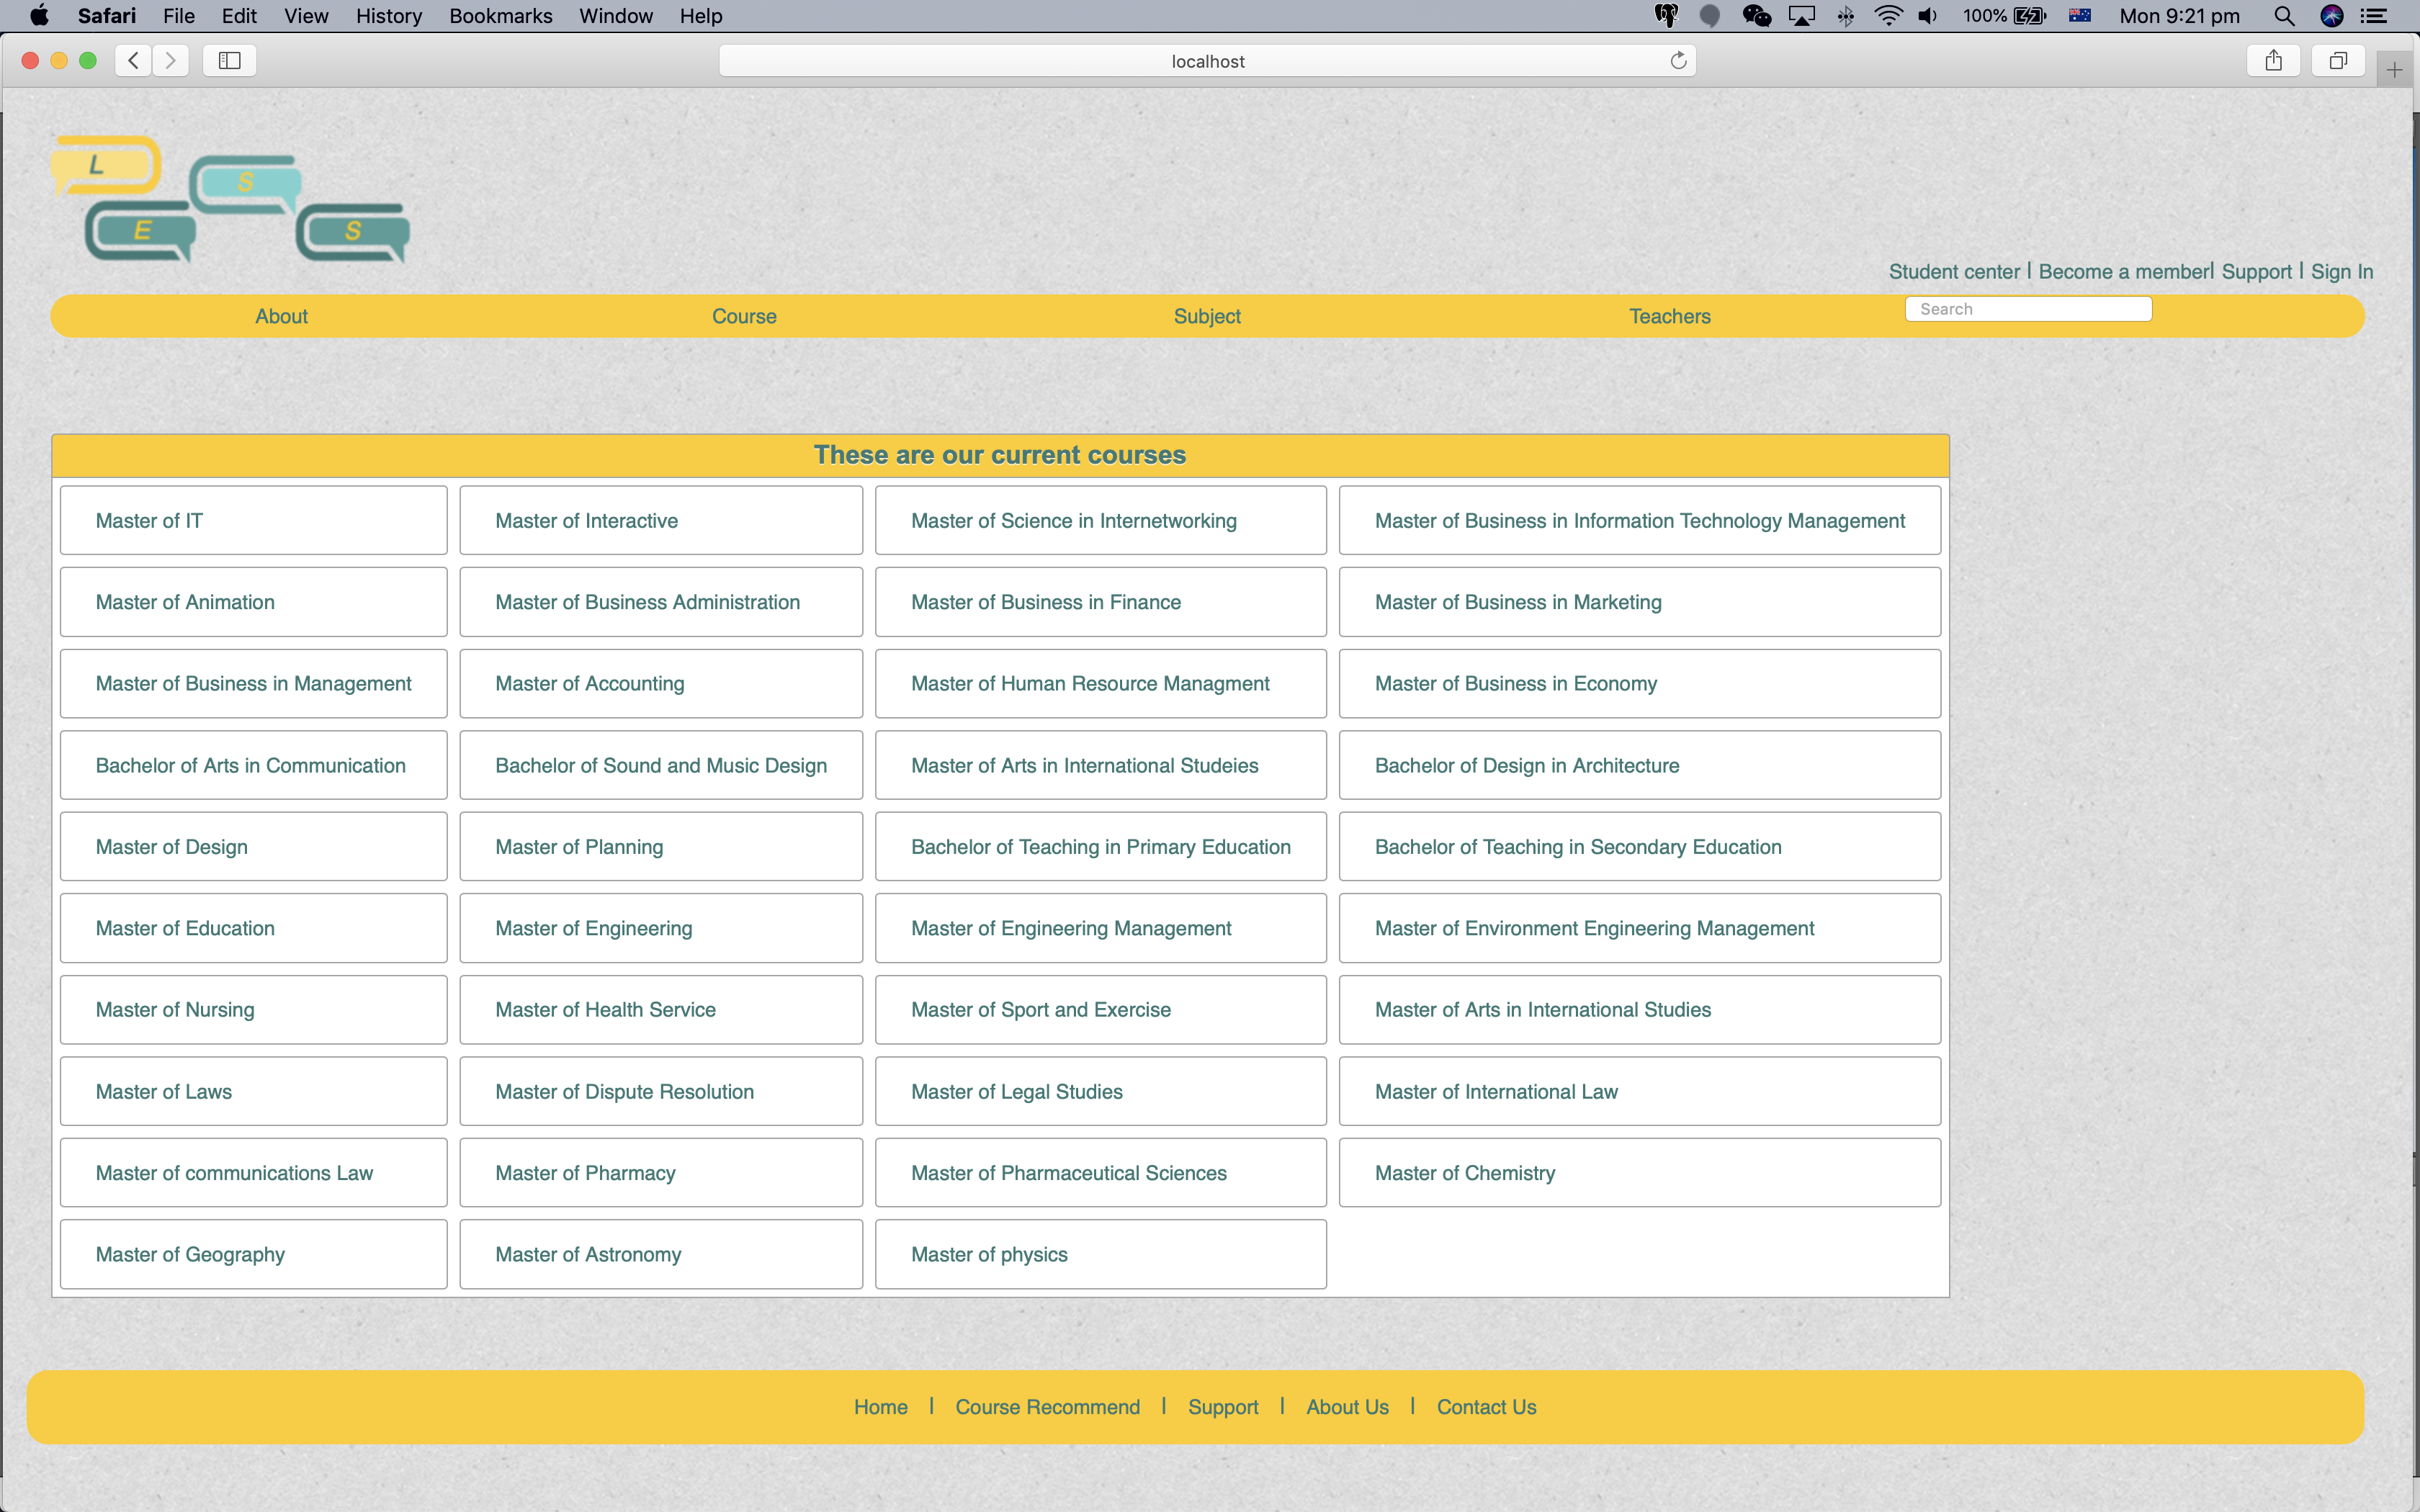 Safari File Edit View History Bookmarks Window Help 100% Mon 9:21 pm
localhost
L
S
E
S
Student center | Become a member| Support | Sign In
About Course Subject Teachers Search
These are our current courses
Master of IT Master of Interactive Master of Science in Internetworking Master of Business in Information Technology Management
Master of Animation Master of Business Administration Master of Business in Finance Master of Business in Marketing
Master of Business in Management Master of Accounting Master of Human Resource Managment Master of Business in Economy
Bachelor of Arts in Communication Bachelor of Sound and Music Design Master of Arts in International Studeies Bachelor of Design in Architecture
Master of Design Master of Planning Bachelor of Teaching in Primary Education Bachelor of Teaching in Secondary Education
Master of Education Master of Engineering Master of Engineering Management Master of Environment Engineering Management
Master of Nursing Master of Health Service Master of Sport and Exercise Master of Arts in International Studies
Master of Laws Master of Dispute Resolution Master of Legal Studies Master of International Law
Master of communications Law Master of Pharmacy Master of Pharmaceutical Sciences Master of Chemistry
Master of Geography Master of Astronomy Master of physics
Home | Course Recommend | Support | About Us | Contact Us